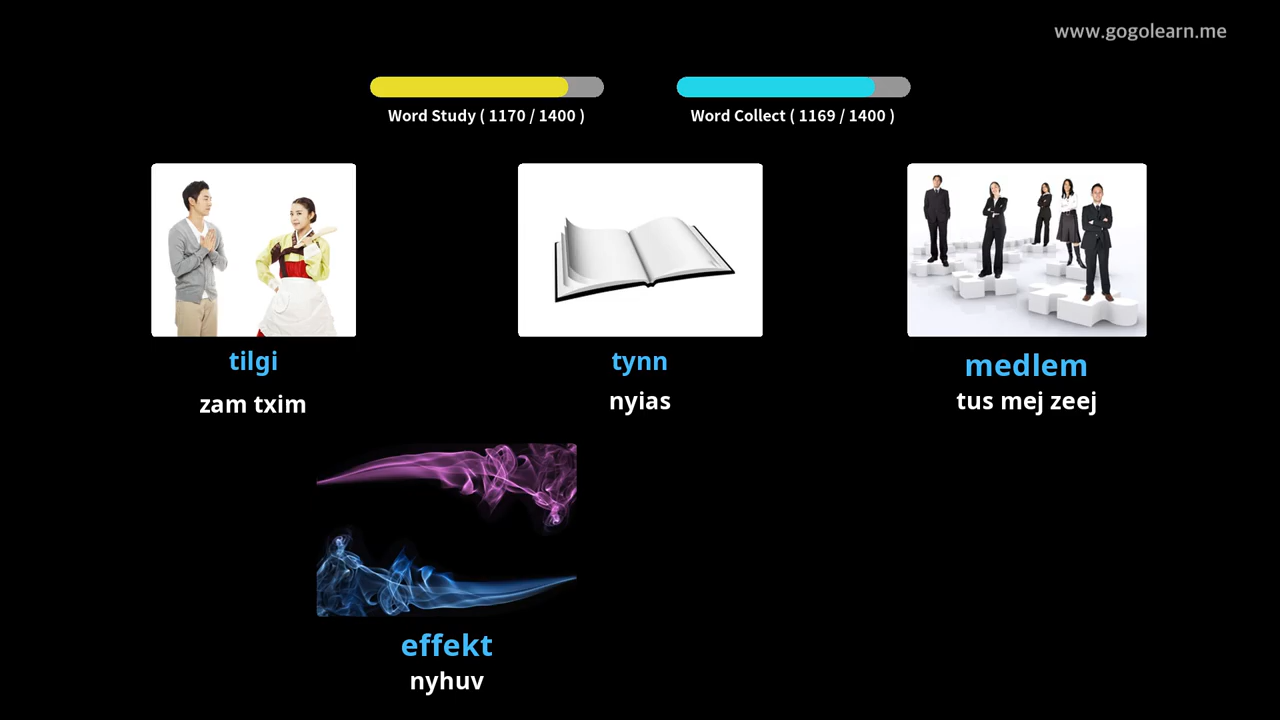 www.gogolearn.me
Word Study ( 1170 / 1400 )
Word Collect ( 1169 / 1400 )
tilgi
zam txim
tynn
nyias
medlem
tus mej zeej
effekt
nyhuv